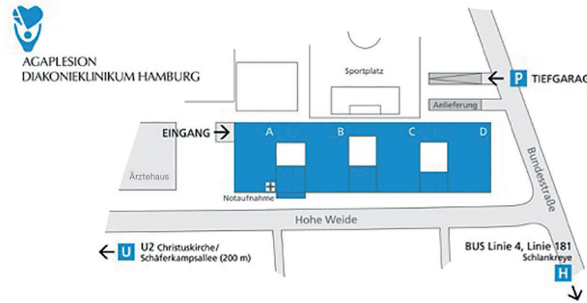 AGAPLESION
DIAKONIEKLINIKUM HAMBURG
Sportplatz
P TIEFGARAG
Anlieferung
EINGANG
A B C D
Ärztehaus
Notaufnahme
Bundesstraße
Hohe Weide
U U2 Christuskirche/
Schäferkampsallee (200 m)
BUS Linie 4, Linie 181
Schlankreye
H